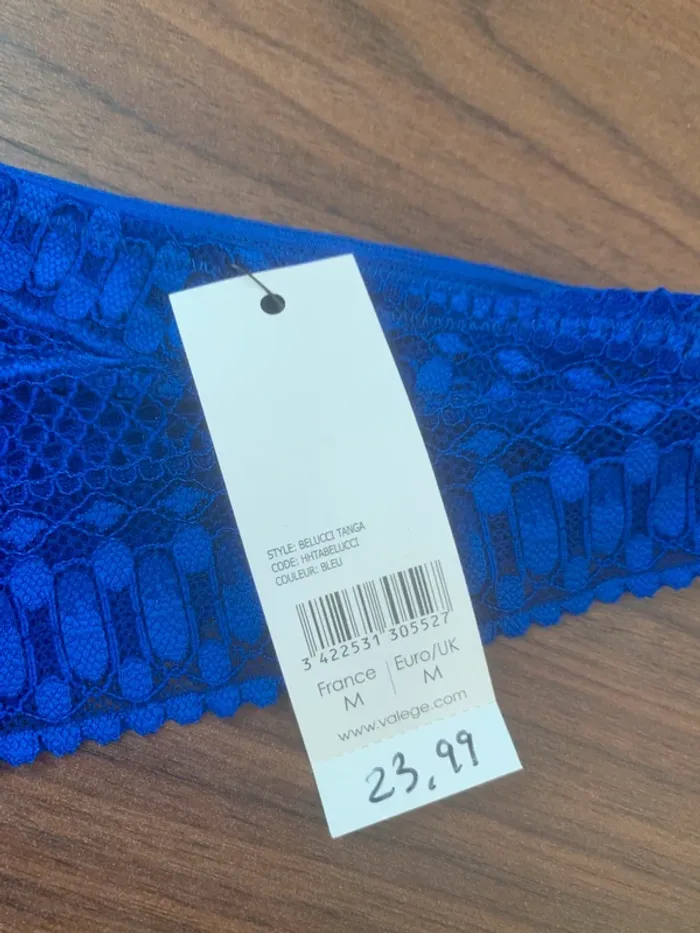 STYLE: BELUCCI TANGA
CODE: HHTABELUCCI
COULEUR: BLEU
3 422531 305527
France Euro/UK
M M
www.valege.com
23.99